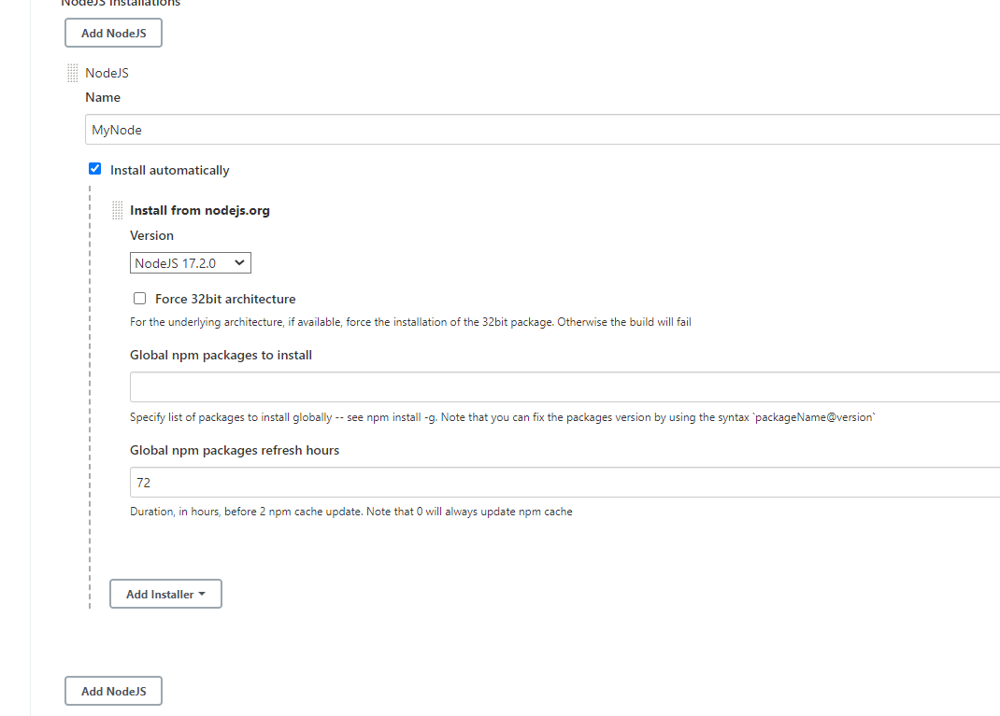 NodeJS installations
Add NodeJS
NodeJS
Name
MyNode
Install automatically
Install from nodejs.org
Version
NodeJS 17.2.0
Force 32bit architecture
For the underlying architecture, if available, force the installation of the 32bit package. Otherwise the build will fail
Global npm packages to install
Specify list of packages to install globally -- see npm install -g. Note that you can fix the packages version by using the syntax `packageName@version`
Global npm packages refresh hours
72
Duration, in hours, before 2 npm cache update. Note that 0 will always update npm cache
Add Installer
Add NodeJS